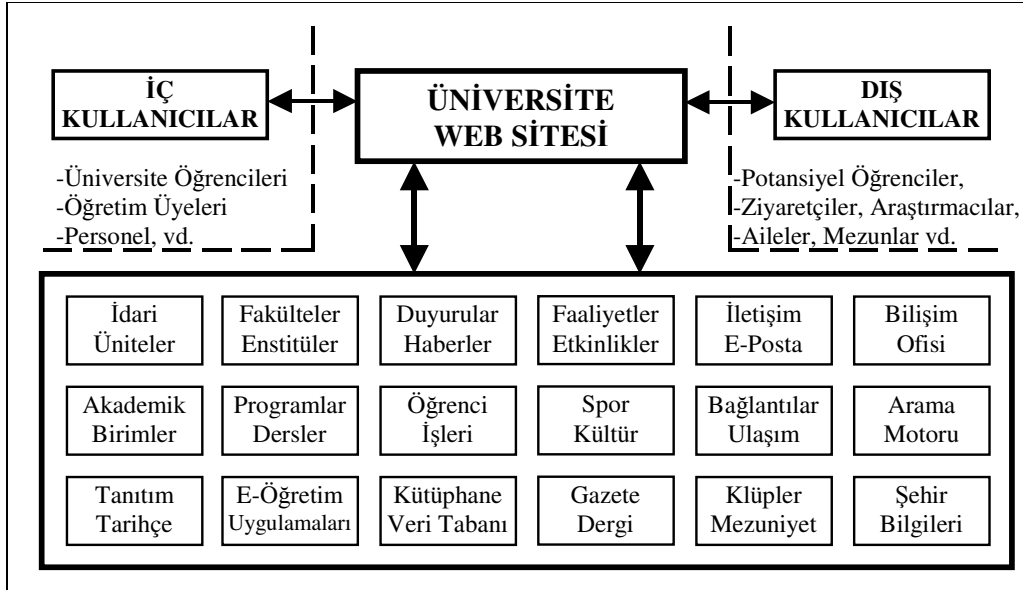 İÇ
KULLANICILAR
ÜNİVERSİTE
WEB SİTESİ
DIŞ
KULLANICILAR
-Üniversite Öğrencileri
-Öğretim Üyeleri
-Personel, vd.
-Potansiyel Öğrenciler,
-Ziyaretçiler, Araştırmacılar,
-Aileler, Mezunlar vd.
İdari
Üniteler
Fakülteler
Enstitüler
Duyurular
Haberler
Faaliyetler
Etkinlikler
İletişim
E-Posta
Bilişim
Ofisi
Akademik
Birimler
Programlar
Dersler
Öğrenci
İşleri
Spor
Kültür
Bağlantılar
Ulaşım
Arama
Motoru
Tanıtım
Tarihçe
E-Öğretim
Uygulamaları
Kütüphane
Veri Tabanı
Gazete
Dergi
Klüpler
Mezuniyet
Şehir
Bilgileri